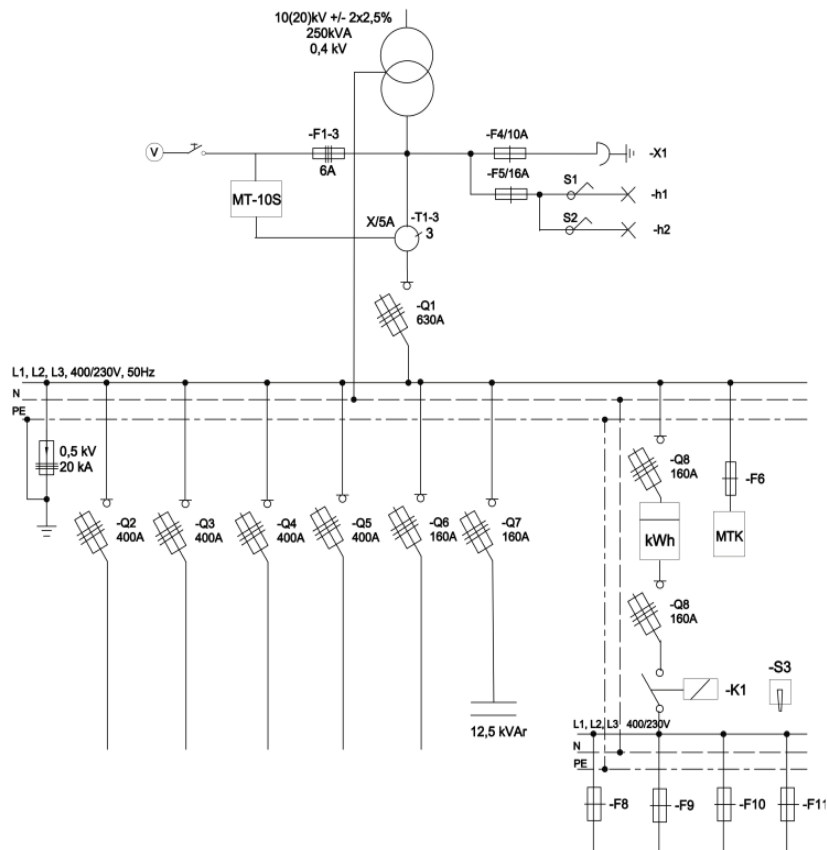 10(20)kV +/- 2x2,5%
250kVA
0,4 kV
-F1-3
6A
V
MT-10S
X/5A
-T1-3
3
-F4/10A
-X1
-F5/16A
S1
-h1
S2
-h2
-Q1
630A
L1, L2, L3, 400/230V, 50Hz
N
PE
0,5 kV
20 kA
-Q2
400A
-Q3
400A
-Q4
400A
-Q5
400A
-Q6
160A
-Q7
160A
12,5 kVAr
-Q8
160A
kWh
-F6
MTK
-Q8
160A
-K1
-S3
L1, L2, L3 400/230V
N
PE
-F8
-F9
-F10
-F11